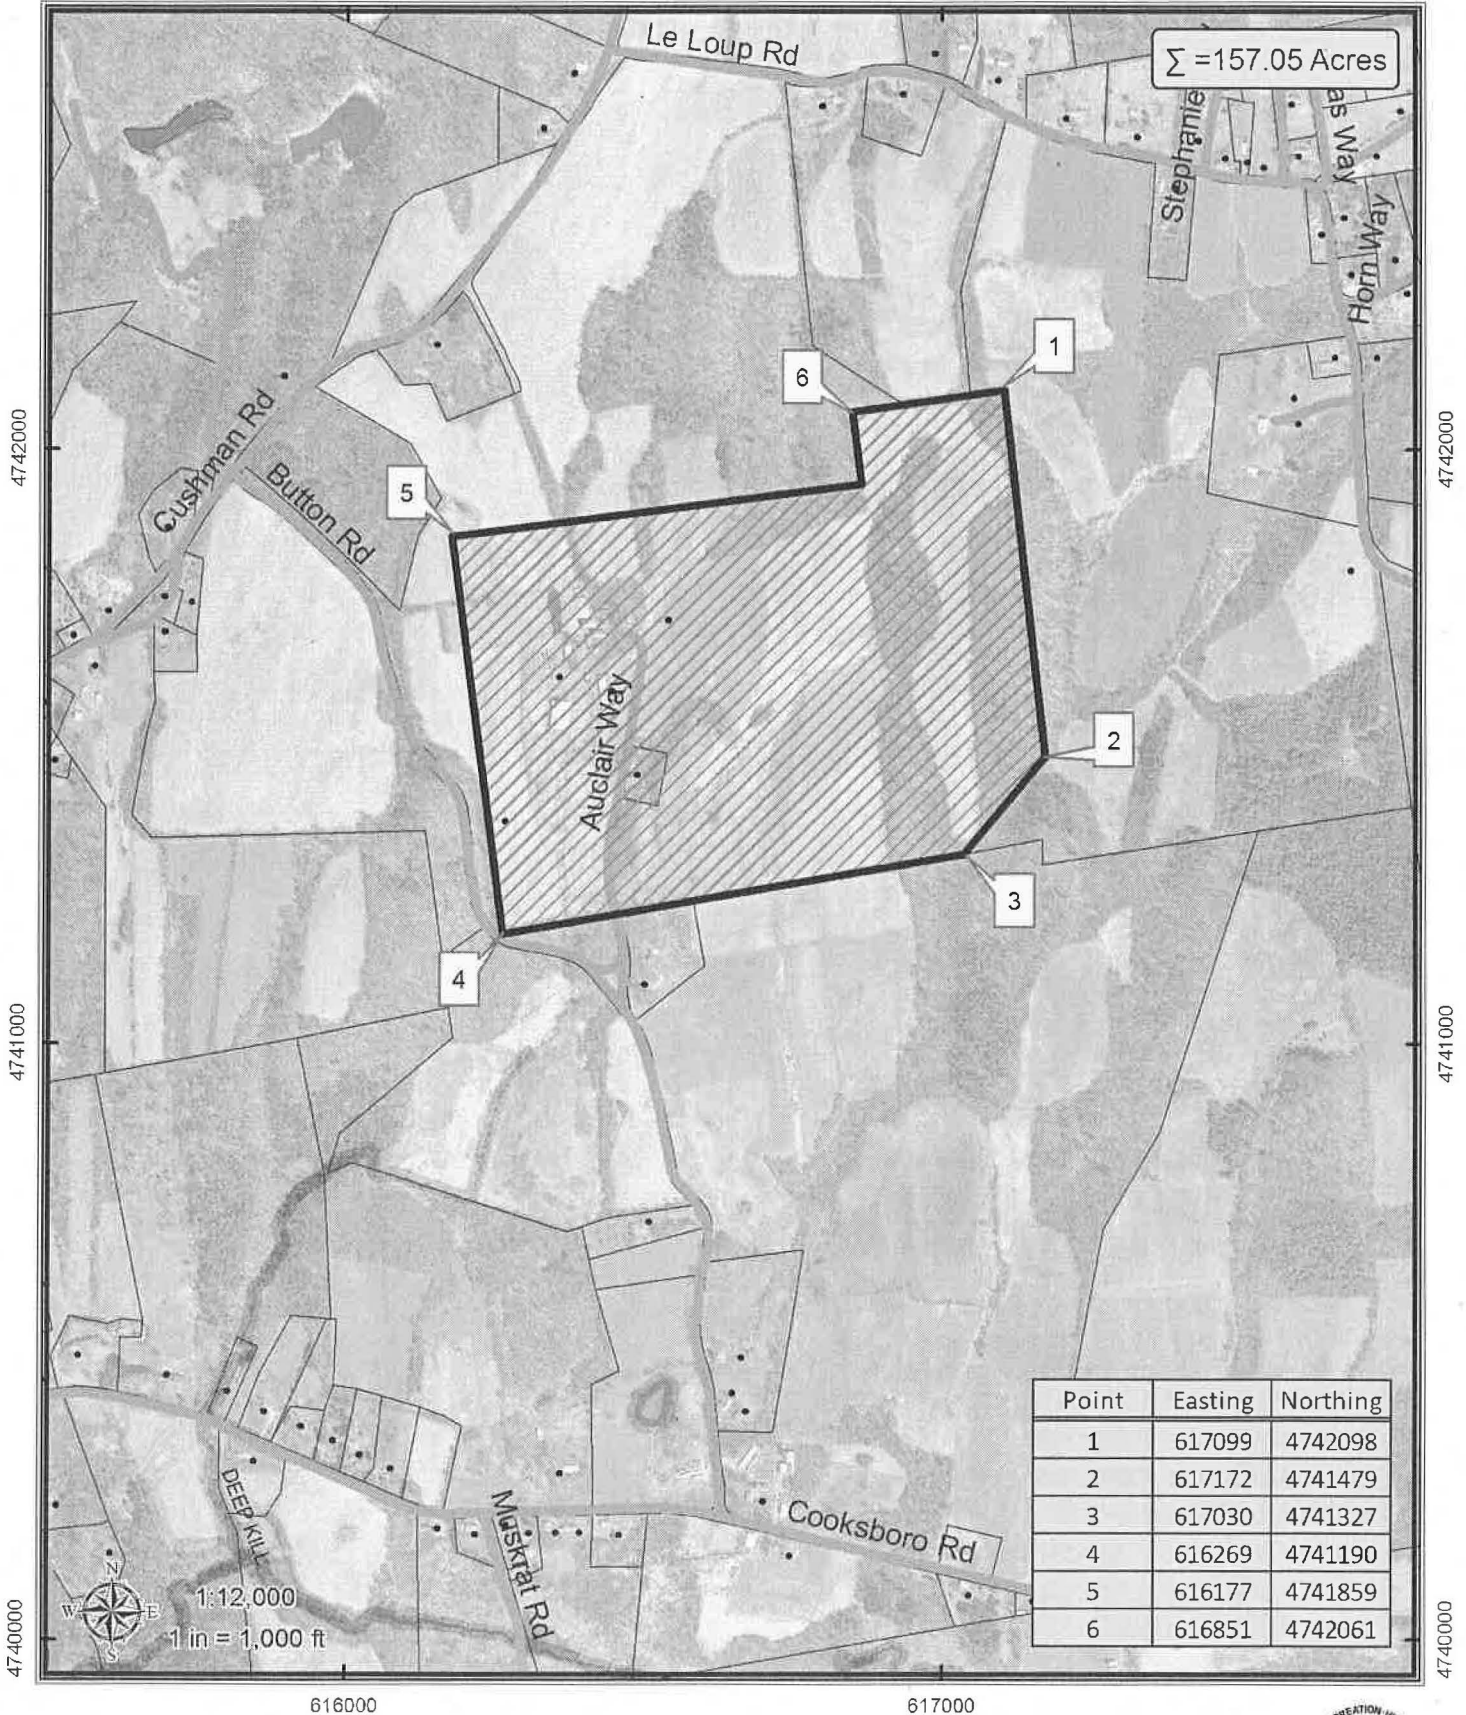 Le Loup Rd
∑ =157.05 Acres
Stephanie
as Way
Horn Way
1
6
4742000
4742000
Cushman Rd
Button Rd
5
Auclair Way
2
3
4
4741000
4741000
Point Easting Northing
1 617099 4742098
2 617172 4741479
3 617030 4741327
4 616269 4741190
5 616177 4741859
6 616851 4742061
DEEP KILL
Muskrat Rd
Cooksboro Rd
N
W E
S
1:12,000
1 in = 1,000 ft
4740000
4740000
616000
617000